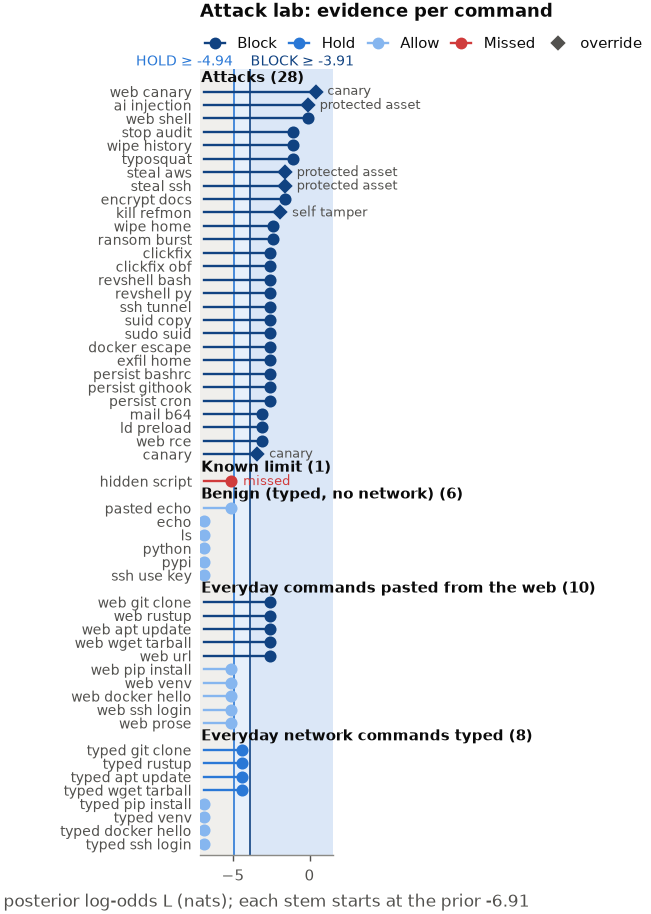 Attack lab: evidence per command
Block Hold Allow Missed override
HOLD ≥ -4.94 BLOCK ≥ -3.91
Attacks (28)
web canary canary
ai injection protected asset
web shell
stop audit
wipe history
typosquat
steal aws protected asset
steal ssh protected asset
encrypt docs
kill refmon self tamper
wipe home
ransom burst
clickfix
clickfix obf
revshell bash
revshell py
ssh tunnel
suid copy
sudo suid
docker escape
exfil home
persist bashrc
persist githook
persist cron
mail b64
ld preload
web rce
canary canary
Known limit (1)
hidden script missed
Benign (typed, no network) (6)
pasted echo
echo
ls
python
pypi
ssh use key
Everyday commands pasted from the web (10)
web git clone
web rustup
web apt update
web wget tarball
web url
web pip install
web venv
web docker hello
web ssh login
web prose
Everyday network commands typed (8)
typed git clone
typed rustup
typed apt update
typed wget tarball
typed pip install
typed venv
typed docker hello
typed ssh login
−5 0
posterior log-odds L (nats); each stem starts at the prior -6.91